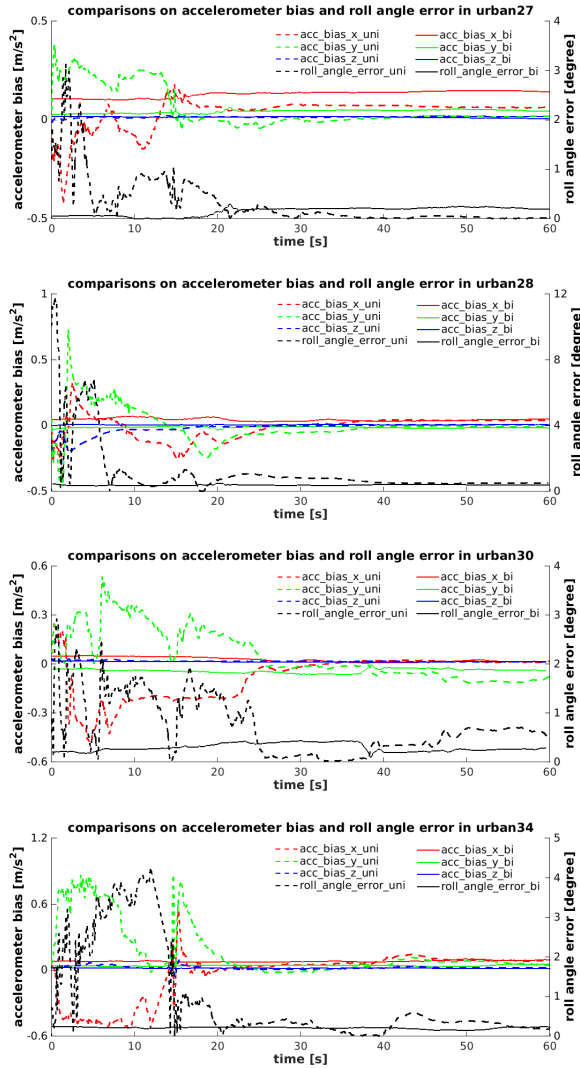 comparisons on accelerometer bias and roll angle error in urban27
accelerometer bias [m/s²]
0.5
0
-0.5
acc_bias_x_uni acc_bias_x_bi
acc_bias_y_uni acc_bias_y_bi
acc_bias_z_uni acc_bias_z_bi
roll_angle_error_uni roll_angle_error_bi
4
3
2
1
0
roll angle error [degree]
0 10 20 30 40 50 60
time [s]
comparisons on accelerometer bias and roll angle error in urban28
accelerometer bias [m/s²]
1
0.5
0
-0.5
acc_bias_x_uni acc_bias_x_bi
acc_bias_y_uni acc_bias_y_bi
acc_bias_z_uni acc_bias_z_bi
roll_angle_error_uni roll_angle_error_bi
12
8
4
0
roll angle error [degree]
0 10 20 30 40 50 60
time [s]
comparisons on accelerometer bias and roll angle error in urban30
accelerometer bias [m/s²]
0.6
0.3
0
-0.3
-0.6
acc_bias_x_uni acc_bias_x_bi
acc_bias_y_uni acc_bias_y_bi
acc_bias_z_uni acc_bias_z_bi
roll_angle_error_uni roll_angle_error_bi
4
3
2
1
0
roll angle error [degree]
0 10 20 30 40 50 60
time [s]
comparisons on accelerometer bias and roll angle error in urban34
accelerometer bias [m/s²]
1.2
0.6
0
-0.6
acc_bias_x_uni acc_bias_x_bi
acc_bias_y_uni acc_bias_y_bi
acc_bias_z_uni acc_bias_z_bi
roll_angle_error_uni roll_angle_error_bi
5
4
3
2
1
0
roll angle error [degree]
0 10 20 30 40 50 60
time [s]